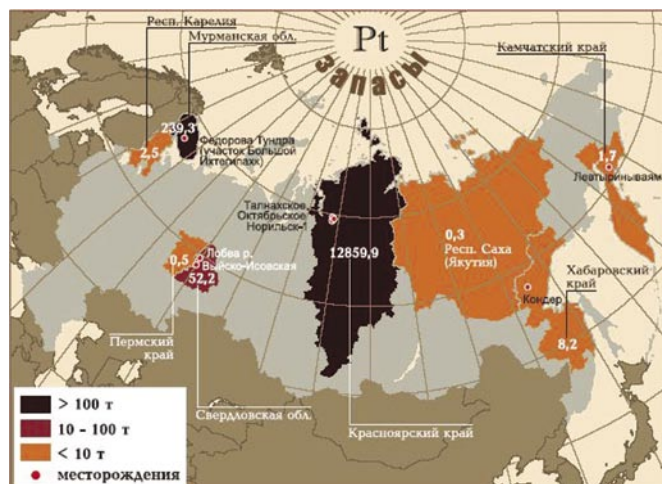 Респ. Карелия
Мурманская обл.
Pt
ЗАПАСЫ
Камчатский край
239,3
Федорова Тундра
(участок Большой
Ихтегипахк)
2,5
1,7
Левтыринываям
Талнахское
Октябрьское
Норильск-1
12859,9
0,3
Респ. Саха
(Якутия)
Хабаровский
край
Лобва р.
Выйско-Исовская
0,5
52,2
Кондер
8,2
Пермский
край
Свердловская обл.
Красноярский край
> 100 т
10 - 100 т
< 10 т
месторождения